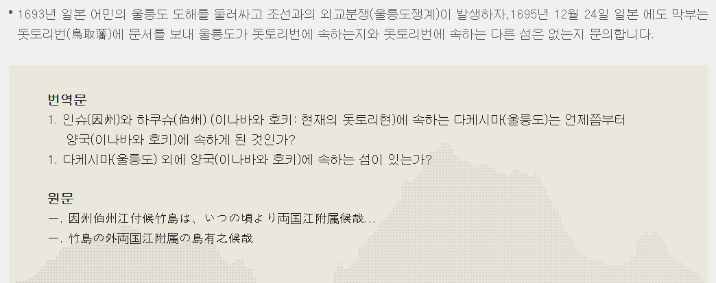 • 1693년 일본 어민의 울릉도 도해를 둘러싸고 조선과의 외교분쟁(울릉도쟁계)이 발생하자,1695년 12월 24일 일본 에도 막부는
돗토리번(鳥取藩)에 문서를 보내 울릉도가 돗토리번에 속하는지와 돗토리번에 속하는 다른 섬은 없는지 문의합니다.
번역문
1. 인슈(因州)와 하쿠슈(伯州) (이나바와 호키: 현재의 돗토리현)에 속하는 다케시마(울릉도)는 언제쯤부터
양국(이나바와 호키)에 속하게 된 것인가?
1. 다케시마(울릉도) 외에 양국(이나바와 호키)에 속하는 섬이 있는가?
원문
一. 因州伯州江付候竹島は、いつの頃より両国江附属候哉...
一. 竹島の外両国江附属の島有之候哉